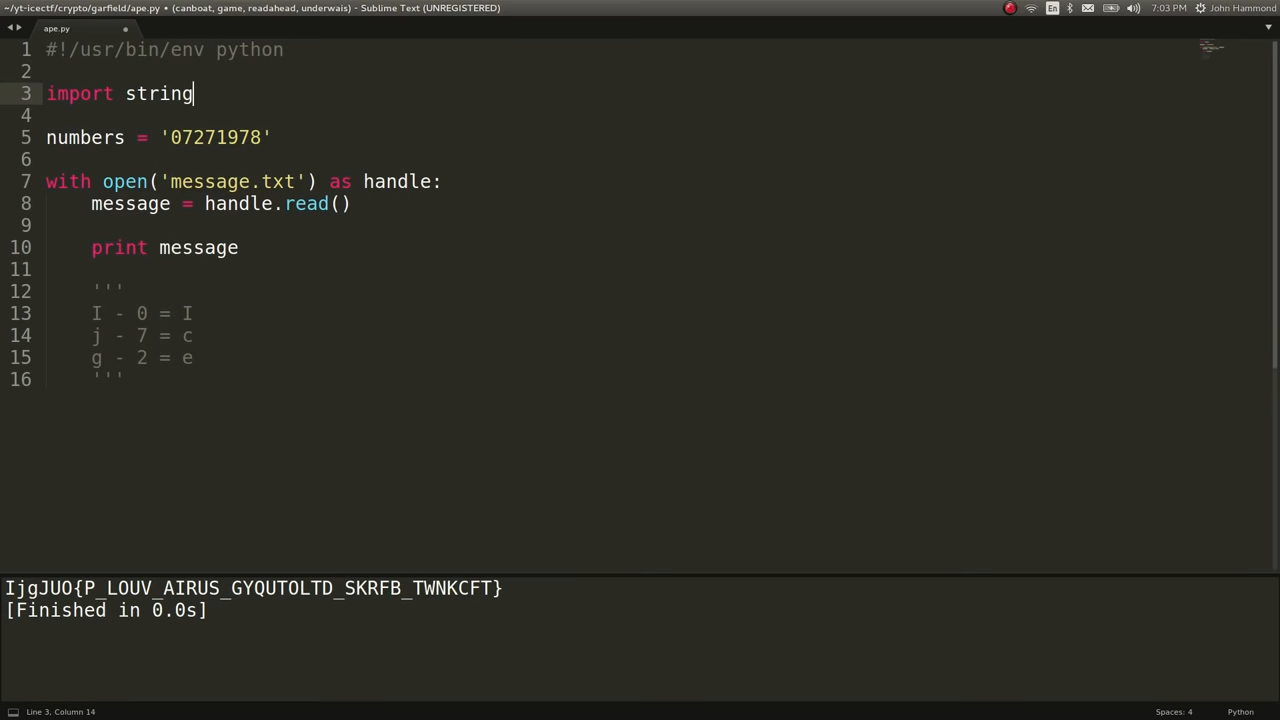 ~/yt-icectf/crypto/garfield/ape.py • (canboat, game, readahead, underwais) - Sublime Text (UNREGISTERED)
En
7:03 PM
John Hammond
ape.py
1 #!/usr/bin/env python
2
3 import string
4
5 numbers = '07271978'
6
7 with open('message.txt') as handle:
8     message = handle.read()
9
10     print message
11
12     '''
13     I - 0 = I
14     j - 7 = c
15     g - 2 = e
16     '''
IjgJUO{P_LOUV_AIRUS_GYQUTOLTD_SKRFB_TWNKCFT}
[Finished in 0.0s]
Line 3, Column 14
Spaces: 4
Python